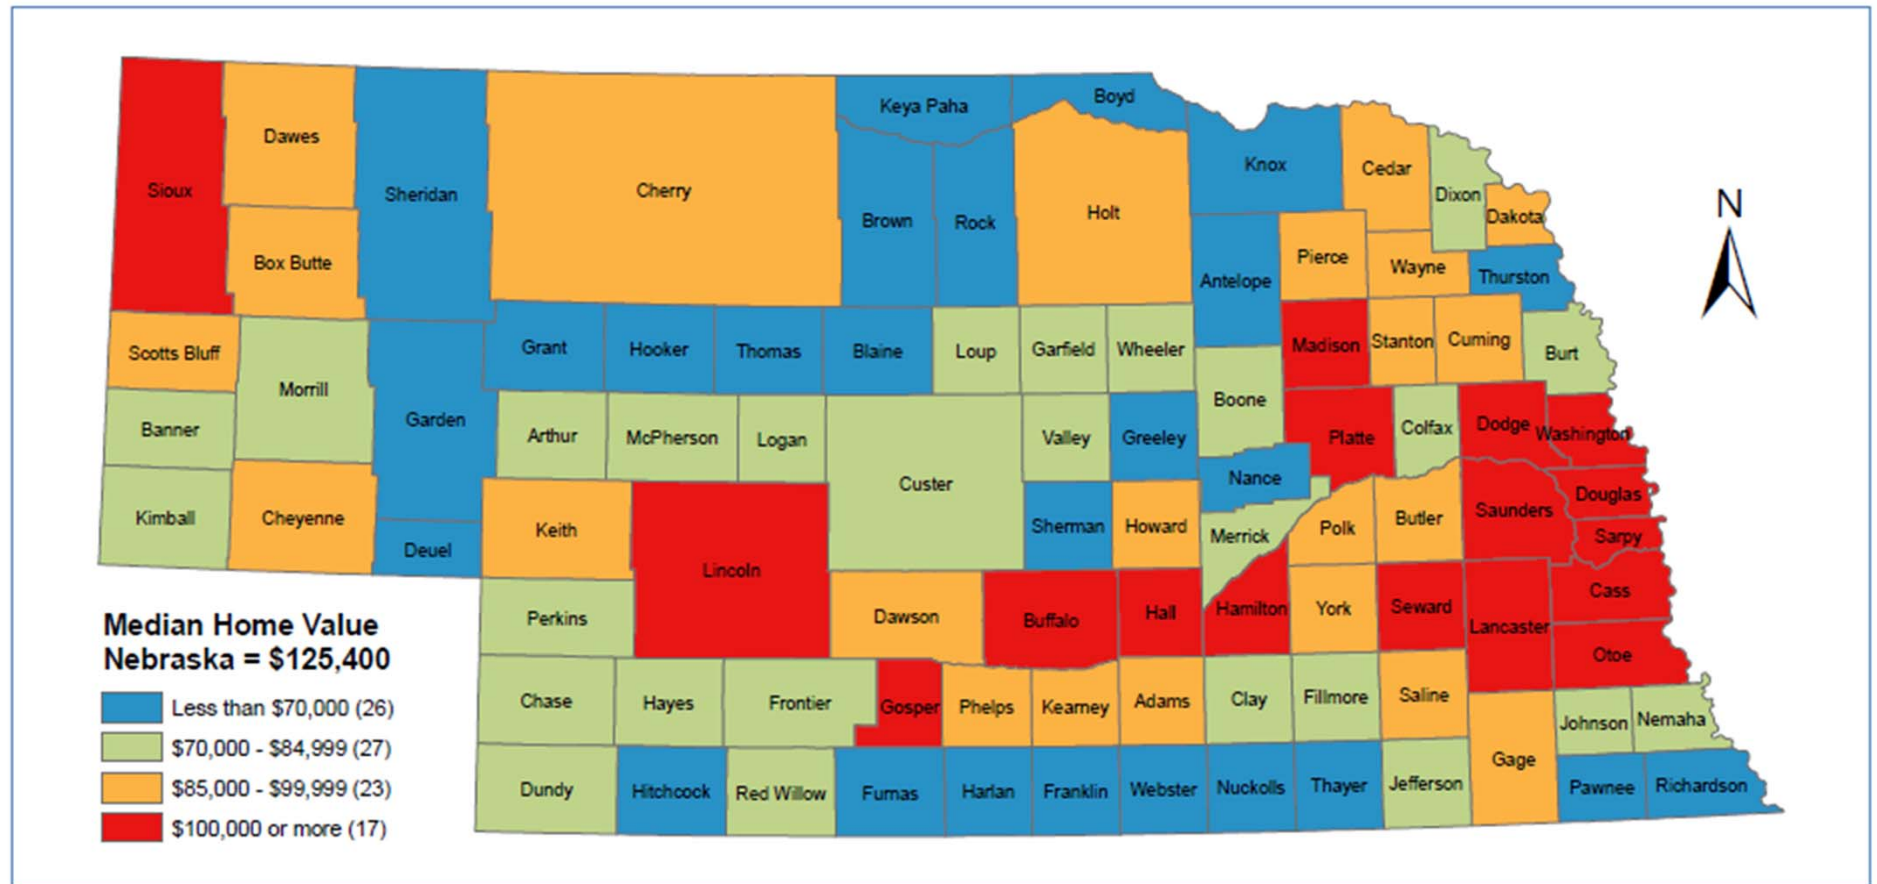 N
Keya Paha
Boyd
Dawes
Knox
Cedar
Sioux
Sheridan
Cherry
Holt
Dixon
Brown
Rock
Dakota
Box Butte
Pierce
Wayne
Antelope
Thurston
Scotts Bluff
Grant
Hooker
Thomas
Blaine
Loup
Garfield
Wheeler
Madison
Stanton
Cuming
Burt
Morrill
Banner
Garden
Arthur
McPherson
Logan
Valley
Greeley
Boone
Platte
Colfax
Dodge
Washington
Custer
Nance
Kimball
Cheyenne
Keith
Sherman
Howard
Merrick
Polk
Butler
Saunders
Douglas
Sarpy
Deuel
Lincoln
Perkins
Dawson
Buffalo
Hall
Hamilton
York
Seward
Lancaster
Cass
Otoe
Chase
Hayes
Frontier
Gosper
Phelps
Kearney
Adams
Clay
Fillmore
Saline
Johnson
Nemaha
Dundy
Hitchcock
Red Willow
Furnas
Harlan
Franklin
Webster
Nuckolls
Thayer
Jefferson
Gage
Pawnee
Richardson
Median Home Value
Nebraska = $125,400
Less than $70,000 (26)
$70,000 - $84,999 (27)
$85,000 - $99,999 (23)
$100,000 or more (17)